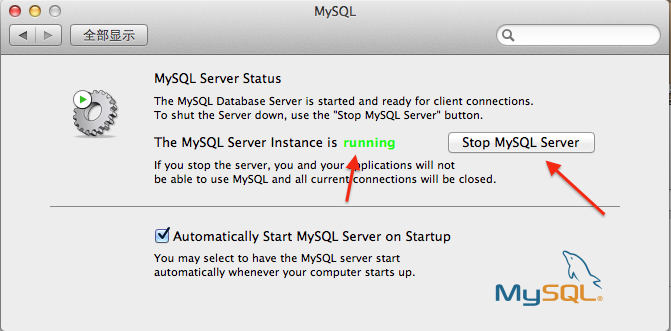 MySQL
全部显示
MySQL Server Status
The MySQL Database Server is started and ready for client connections.
To shut the Server down, use the "Stop MySQL Server" button.
The MySQL Server Instance is running
Stop MySQL Server
If you stop the server, you and your applications will not
be able to use MySQL and all current connections will be closed.
Automatically Start MySQL Server on Startup
You may select to have the MySQL server start
automatically whenever your computer starts up.
MySQL®